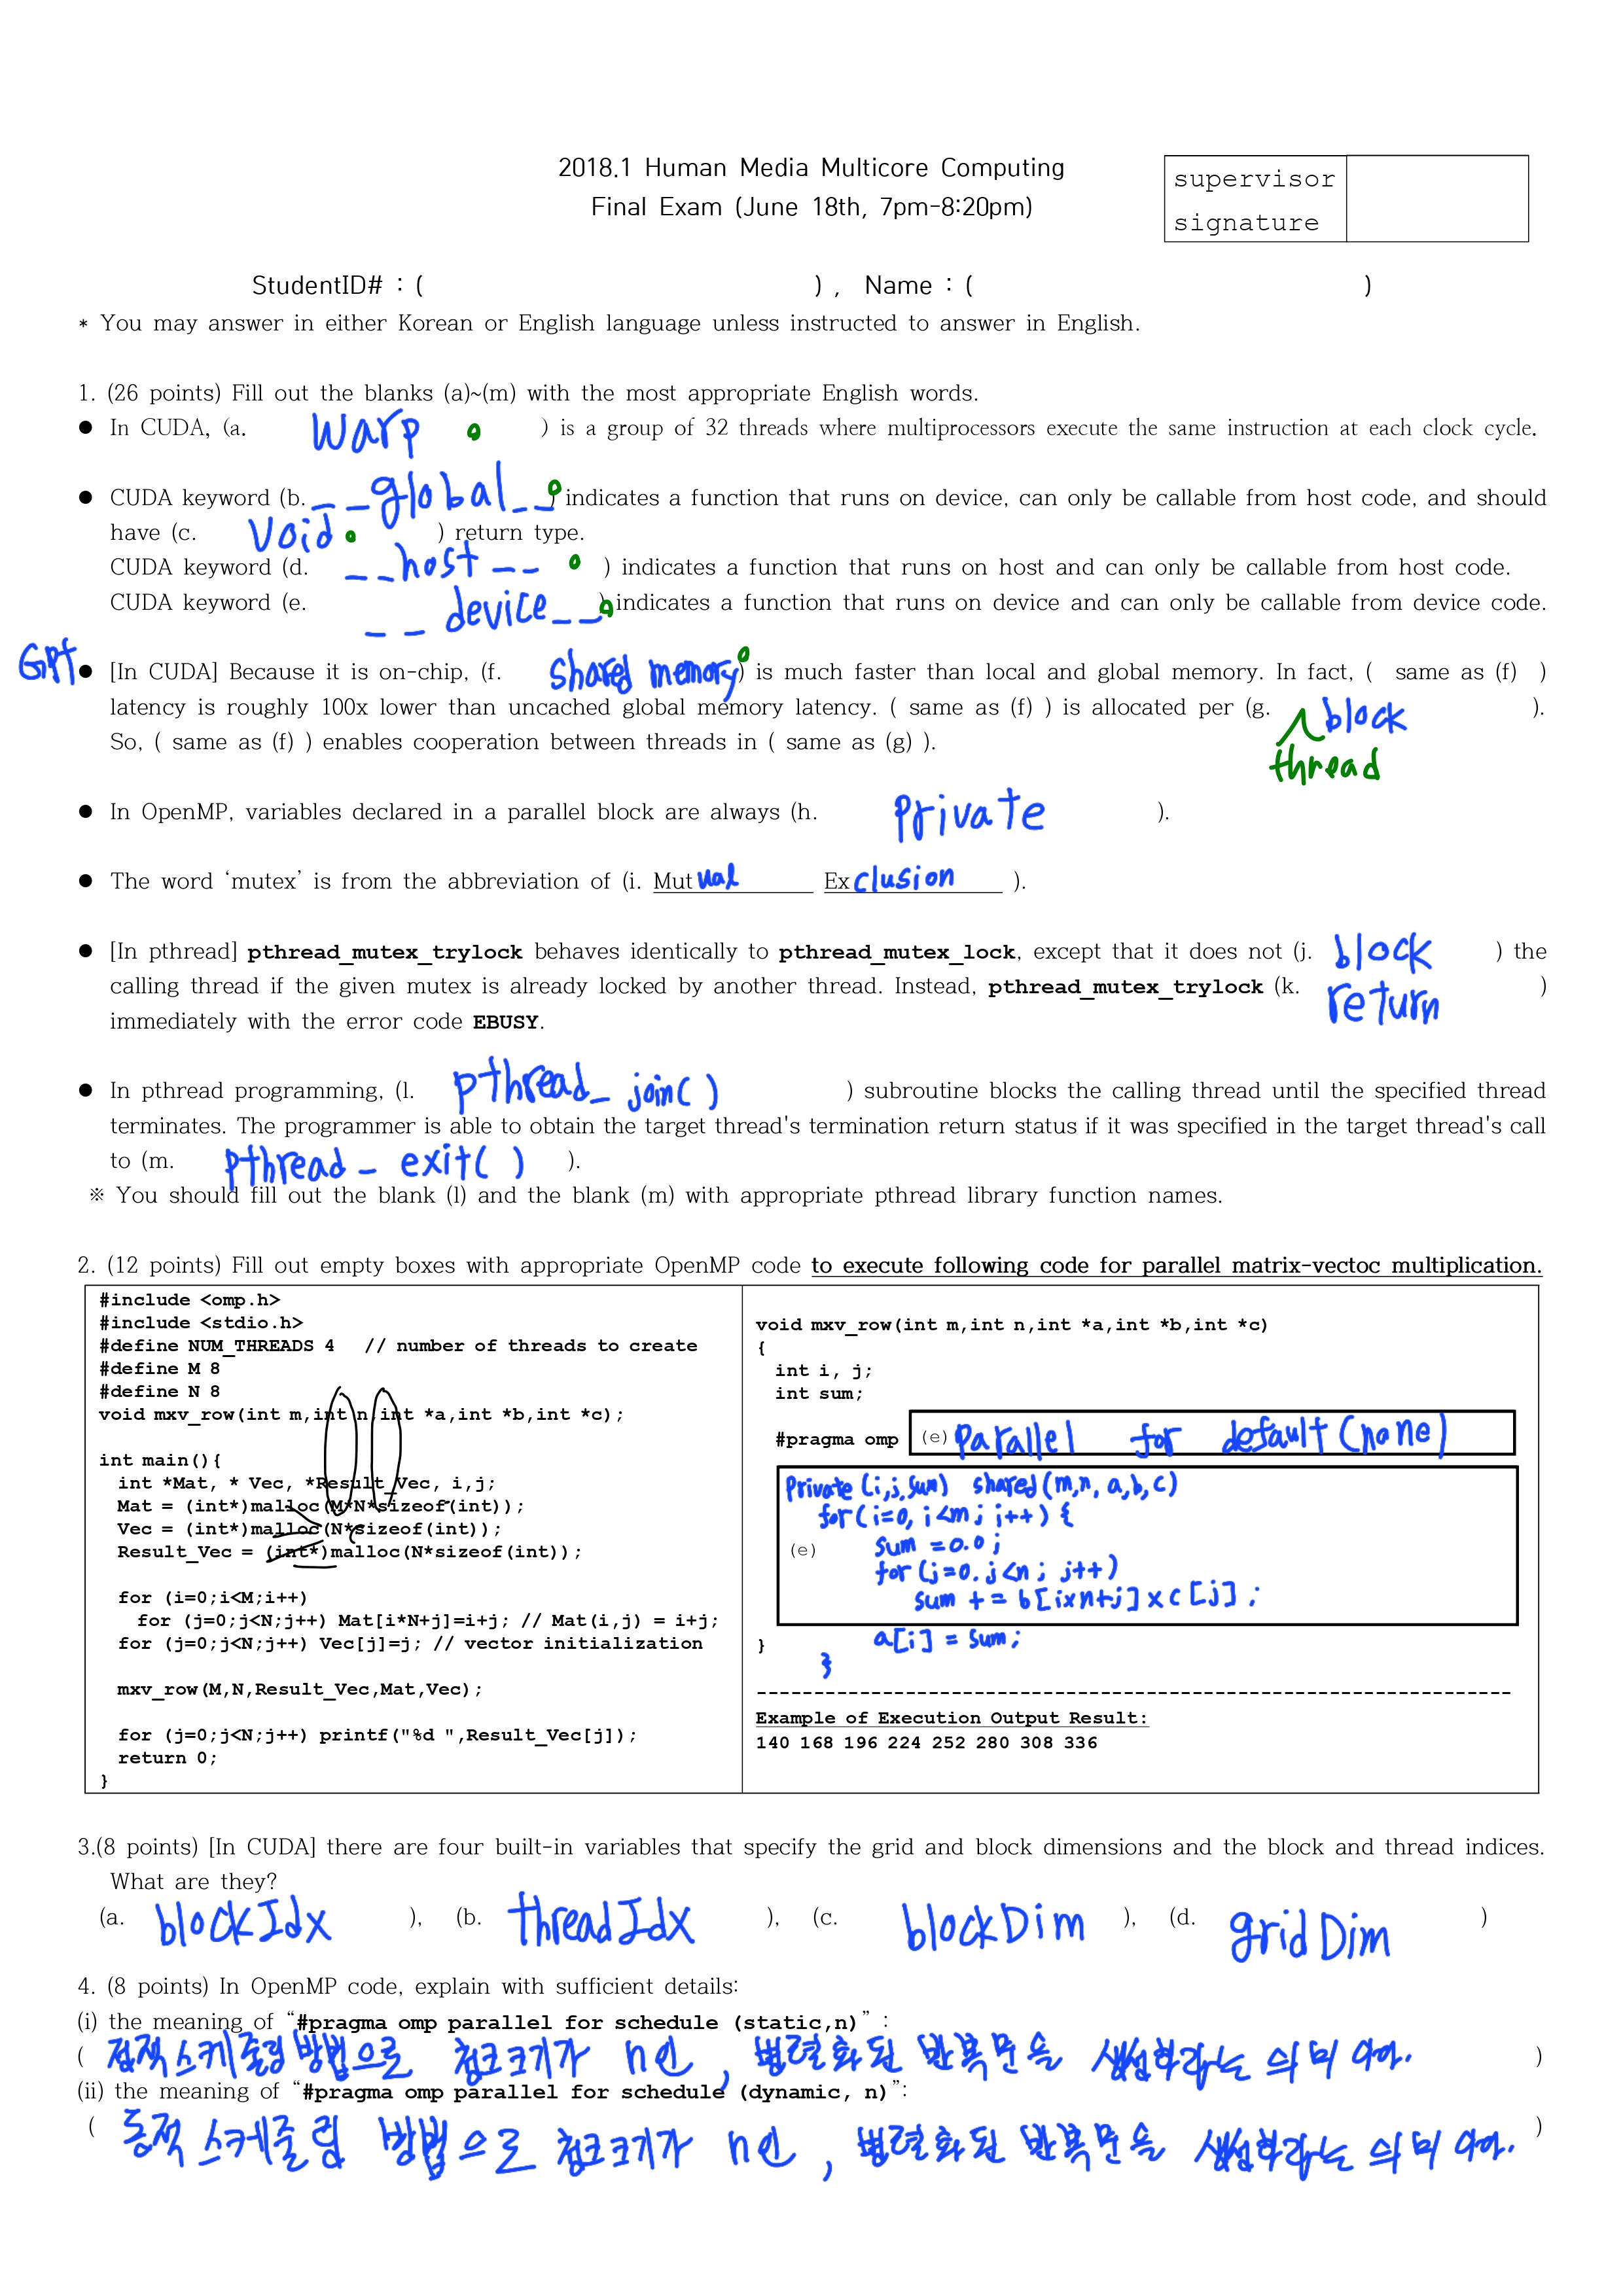 2018.1 Human Media Multicore Computing
Final Exam (June 18th, 7pm-8:20pm)
supervisor
signature
StudentID# : (                    ) ,  Name : (                    )
* You may answer in either Korean or English language unless instructed to answer in English.
1. (26 points) Fill out the blanks (a)~(m) with the most appropriate English words.
● In CUDA, (a. warp ) is a group of 32 threads where multiprocessors execute the same instruction at each clock cycle.
● CUDA keyword (b. __global__ ) indicates a function that runs on device, can only be callable from host code, and should
have (c. void ) return type.
CUDA keyword (d. __host__ ) indicates a function that runs on host and can only be callable from host code.
CUDA keyword (e. __device__ ) indicates a function that runs on device and can only be callable from device code.
GPT
● [In CUDA] Because it is on-chip, (f. shared memory ) is much faster than local and global memory. In fact, ( same as (f) )
latency is roughly 100x lower than uncached global memory latency. ( same as (f) ) is allocated per (g. block ).
thread
So, ( same as (f) ) enables cooperation between threads in ( same as (g) ).
● In OpenMP, variables declared in a parallel block are always (h. private ).
● The word ‘mutex’ is from the abbreviation of (i. Mutual Exclusion ).
● [In pthread] pthread_mutex_trylock behaves identically to pthread_mutex_lock, except that it does not (j. block ) the
calling thread if the given mutex is already locked by another thread. Instead, pthread_mutex_trylock (k. return )
immediately with the error code EBUSY.
● In pthread programming, (l. pthread_join( ) ) subroutine blocks the calling thread until the specified thread
terminates. The programmer is able to obtain the target thread's termination return status if it was specified in the target thread's call
to (m. pthread_exit( ) ).
※ You should fill out the blank (l) and the blank (m) with appropriate pthread library function names.
2. (12 points) Fill out empty boxes with appropriate OpenMP code to execute following code for parallel matrix-vectoc multiplication.
#include <omp.h>
#include <stdio.h>
#define NUM_THREADS 4   // number of threads to create
#define M 8
#define N 8
void mxv_row(int m,int n,int *a,int *b,int *c);
int main(){
int *Mat, * Vec, *Result_Vec, i,j;
Mat = (int*)malloc(M*N*sizeof(int));
Vec = (int*)malloc(N*sizeof(int));
Result_Vec = (int*)malloc(N*sizeof(int));
for (i=0;i<M;i++)
for (j=0;j<N;j++) Mat[i*N+j]=i+j; // Mat(i,j) = i+j;
for (j=0;j<N;j++) Vec[j]=j; // vector initialization
mxv_row(M,N,Result_Vec,Mat,Vec);
for (j=0;j<N;j++) printf("%d ",Result_Vec[j]);
return 0;
}
void mxv_row(int m,int n,int *a,int *b,int *c)
{
int i, j;
int sum;
#pragma omp (e) parallel for default(none)
private (i,j,sum) shared(m,n,a,b,c)
for(i=0, i<m; i++) {
(e) sum =0.0;
for(j=0, j<n; j++)
sum += b[i×n+j]×c[j];
a[i] = sum;
}
}
Example of Execution Output Result:
140 168 196 224 252 280 308 336
3.(8 points) [In CUDA] there are four built-in variables that specify the grid and block dimensions and the block and thread indices.
What are they?
(a. blockIdx ), (b. threadIdx ), (c. blockDim ), (d. gridDim )
4. (8 points) In OpenMP code, explain with sufficient details:
(i) the meaning of “#pragma omp parallel for schedule (static,n)” :
( 정적스케줄링 방법으로 청크크기가 n인, 병렬화된 반복문을 생성하라는 의미이다. )
(ii) the meaning of “#pragma omp parallel for schedule (dynamic, n)”:
( 동적 스케줄링 방법으로 청크크기가 n인, 병렬화된 반복문을 생성하라는 의미이다. )